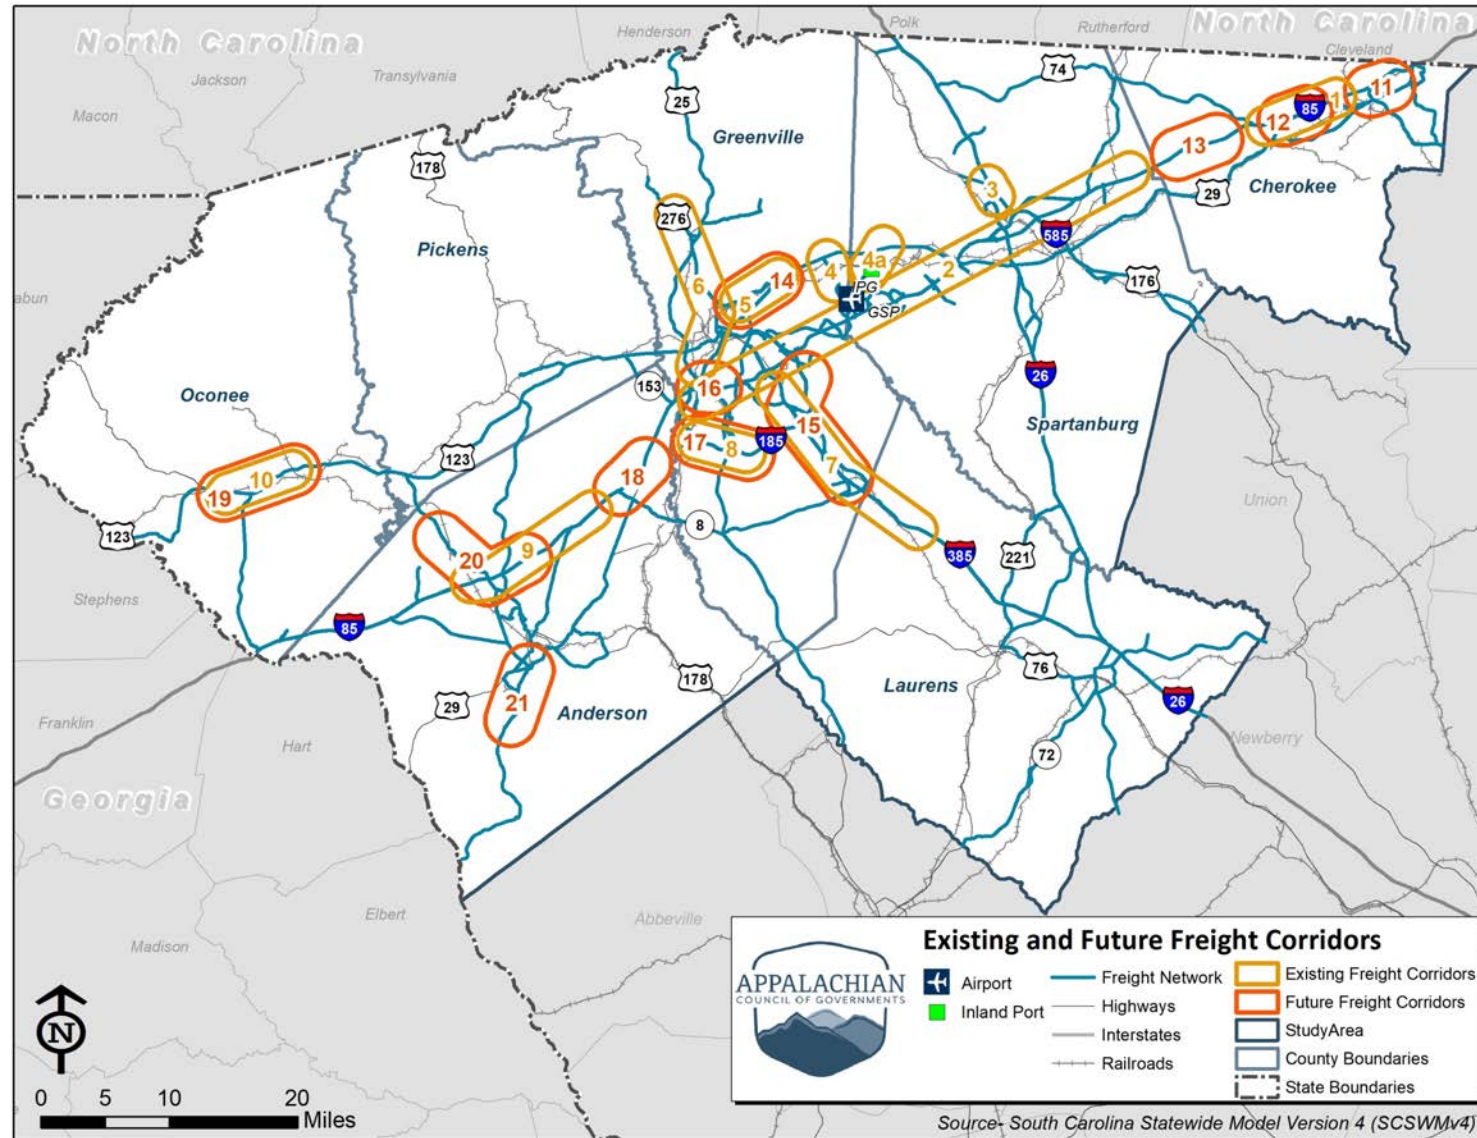 North Carolina
North Carolina
Polk
Rutherford
Henderson
Cleveland
Jackson
Transylvania
Macon
74
11
1
85
12
25
Greenville
13
178
3
29
Cherokee
276
585
Pickens
4
4a
2
176
6
14
IPG
5
GSP
26
153
16
Oconee
15
Spartanburg
17
185
8
123
18
7
10
19
Union
123
8
9
385
221
20
Stephens
85
76
178
Laurens
26
21
29
Anderson
Franklin
Hart
Newberry
72
Georgia
Elbert
Abbeville
Madison
N
0 5 10 20
Miles
APPALACHIAN
COUNCIL OF GOVERNMENTS
Existing and Future Freight Corridors
Airport
Inland Port
Freight Network
Highways
Interstates
Railroads
Existing Freight Corridors
Future Freight Corridors
StudyArea
County Boundaries
State Boundaries
Source- South Carolina Statewide Model Version 4 (SCSWMv4)